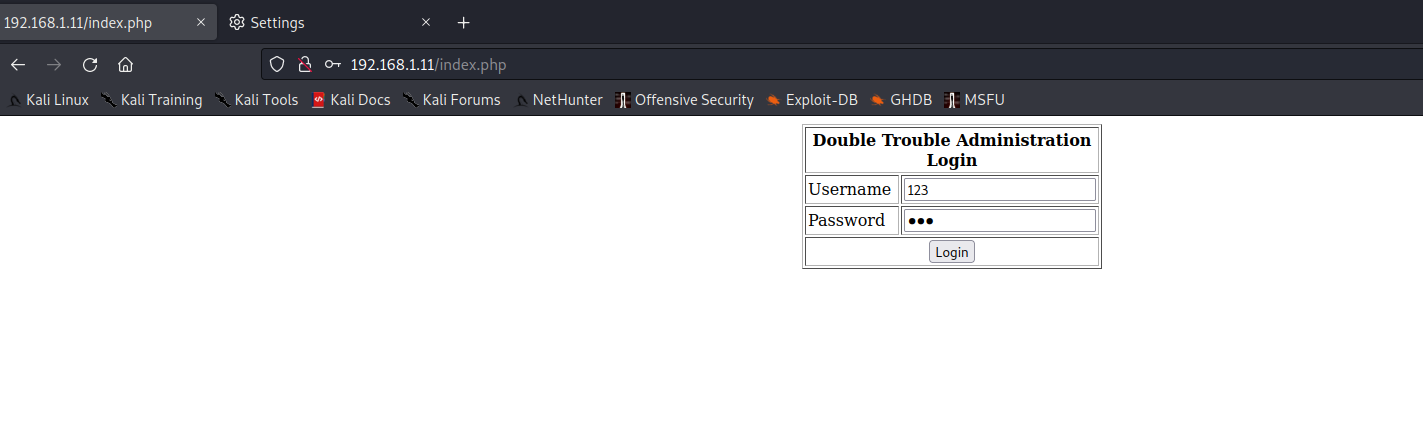 192.168.1.11/index.php
Settings
192.168.1.11/index.php
Kali Linux Kali Training Kali Tools Kali Docs Kali Forums NetHunter Offensive Security Exploit-DB GHDB MSFU
Double Trouble Administration
Login
Username 123
Password •••
Login